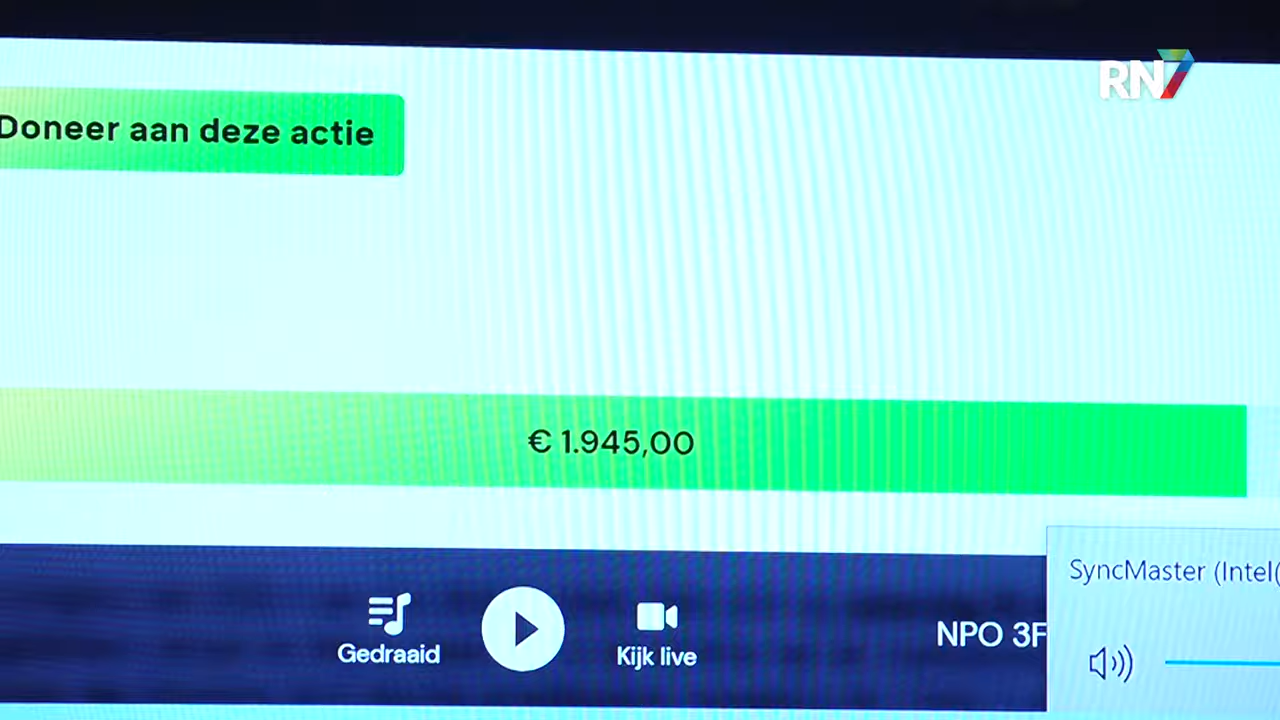 RN7
Doneer aan deze actie
€ 1.945,00
SyncMaster (Intel(
Gedraaid
Kijk live
NPO 3F